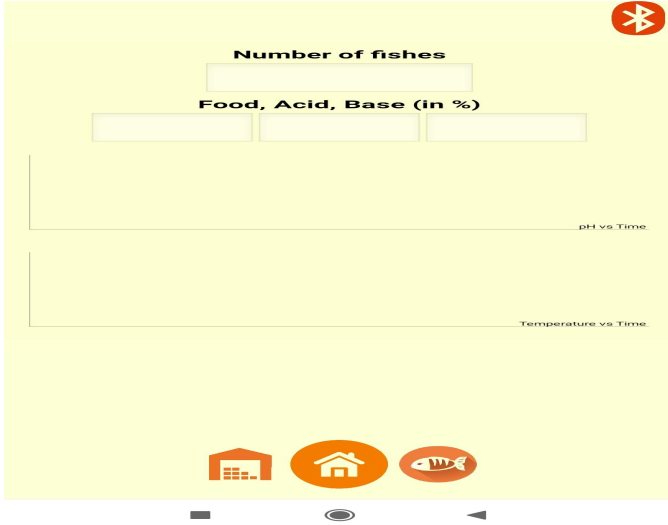 Number of fishes
Food, Acid, Base (in %)
pH vs Time
Temperature vs Time